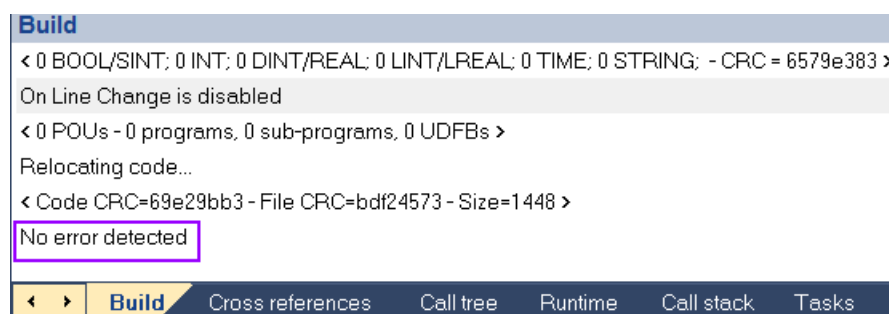 Build
< 0 BOOL/SINT; 0 INT; 0 DINT/REAL; 0 LINT/LREAL; 0 TIME; 0 STRING;  - CRC = 6579e383 >
On Line Change is disabled
< 0 POUs - 0 programs, 0 sub-programs, 0 UDFBs >
Relocating code...
< Code CRC=69e29bb3 - File CRC=bdf24573 - Size=1448 >
No error detected
Build Cross references Call tree Runtime Call stack Tasks